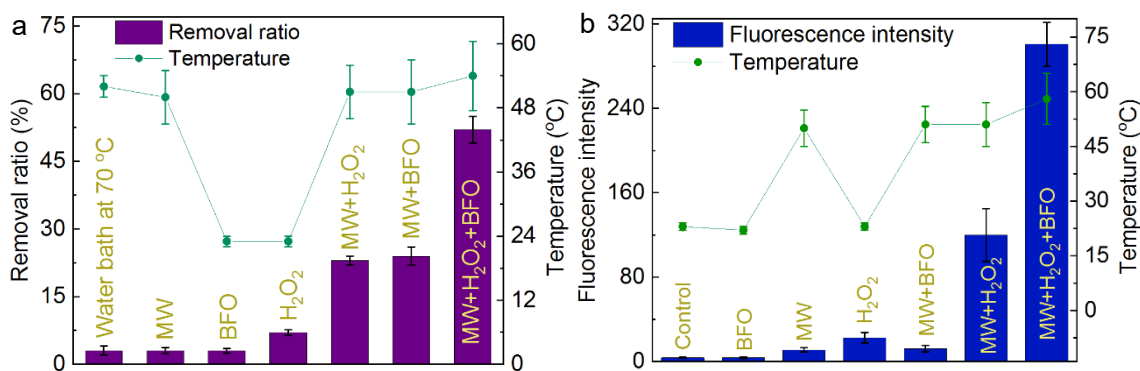 a
Removal ratio
Temperature
Removal ratio (%)
75
60
45
30
15
0
Water bath at 70 ºC
MW
BFO
H₂O₂
MW+H₂O₂
MW+BFO
MW+H₂O₂+BFO
60
48
36
24
12
0
Temperature (ºC)
b
Fluorescence intensity
Temperature
Fluorescence intensity
320
240
160
80
0
Control
BFO
MW
H₂O₂
MW+BFO
MW+H₂O₂
MW+H₂O₂+BFO
75
60
45
30
15
0
Temperature (ºC)